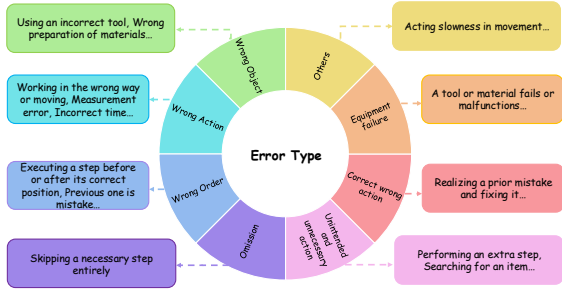 Using an incorrect tool, Wrong
preparation of materials...
Acting slowness in movement...
Working in the wrong way
or moving, Measurement
error, Incorrect time...
A tool or material fails or
malfunctions...
Executing a step before
or after its correct
position, Previous one is
mistake...
Realizing a prior mistake
and fixing it...
Skipping a necessary step
entirely
Performing an extra step,
Searching for an item...
Error Type
Wrong Object
Others
Wrong Action
Equipment
failure
Wrong Order
Correct wrong
action
Omission
Unintended
and
unnecessary
action